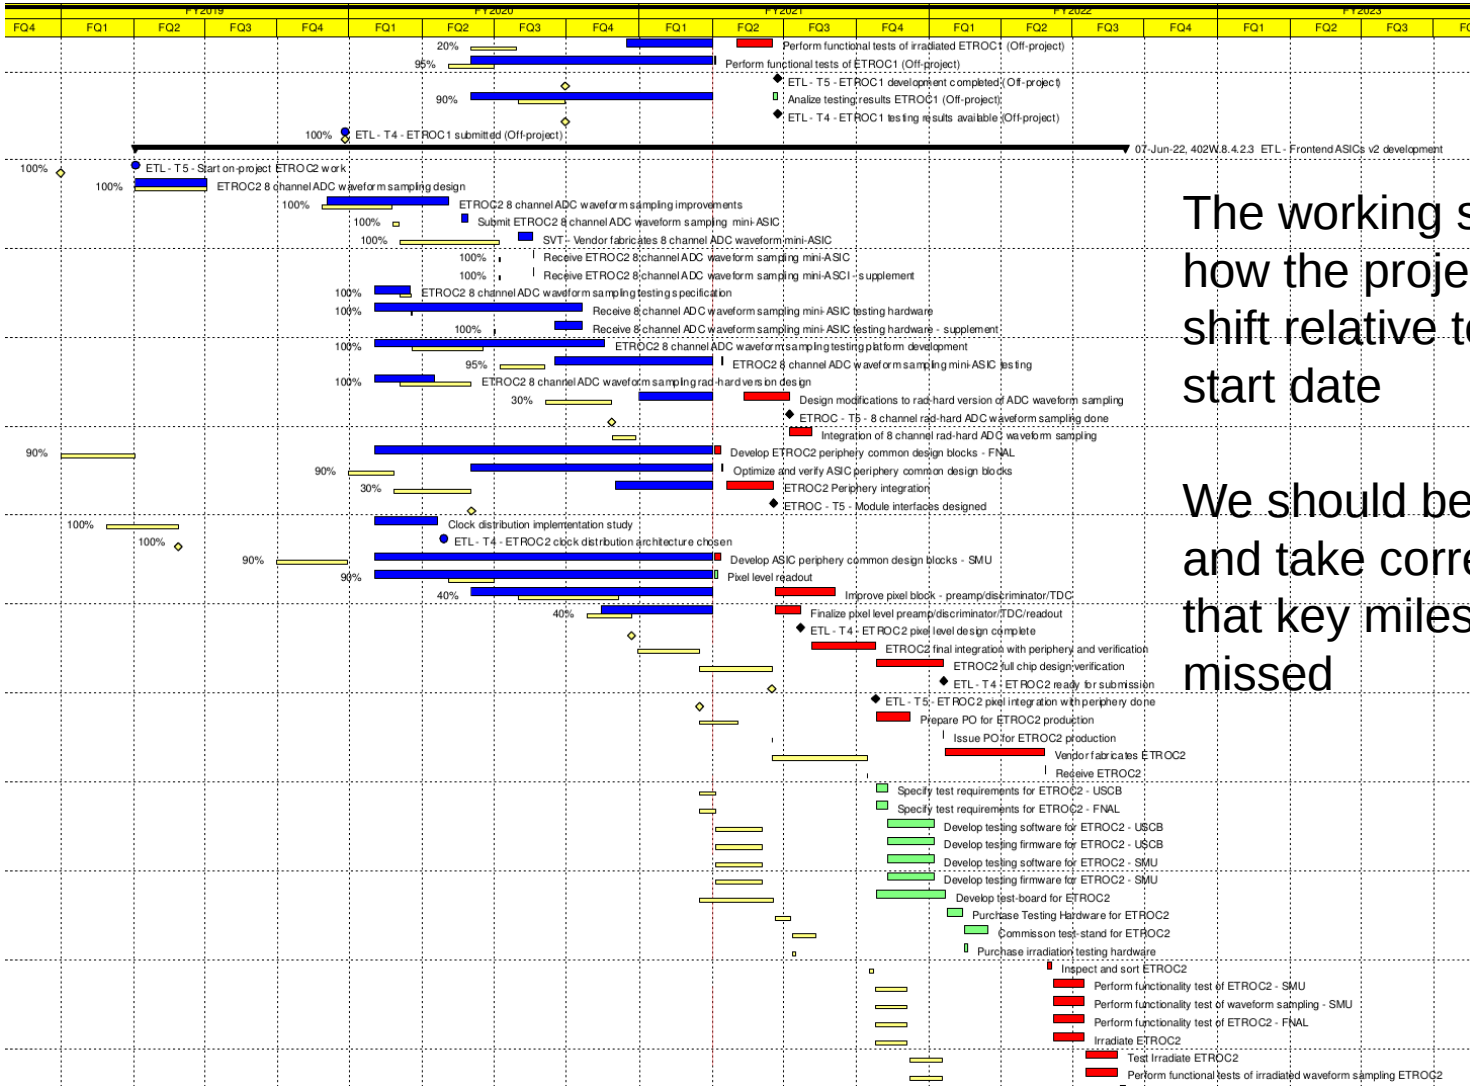 FY2019 FY2020 FY2021 FY2022 FY2023
FQ4 FQ1 FQ2 FQ3 FQ4 FQ1 FQ2 FQ3 FQ4 FQ1 FQ2 FQ3 FQ4 FQ1 FQ2 FQ3 FQ4 FQ1 FQ2 FQ3
20% Perform functional tests of irradiated ETROC1 (Off-project)
95% Perform functional tests of ETROC1 (Off-project)
ETL - T5 - ETROC1 development completed (Off-project)
90% Analize testing results ETROC1 (Off-project)
ETL - T4 - ETROC1 testing results available (Off-project)
100% ETL - T4 - ETROC1 submitted (Off-project)
07-Jun-22, 402W.8.4.2.3 ETL - Frontend ASICs v2 development
100% ETL - T5 - Start on-project ETROC2 work
100% ETROC2 8 channel ADC waveform sampling design
100% ETROC2 8 channel ADC waveform sampling improvements
100% Submit ETROC2 8 channel ADC waveform sampling mini-ASIC
100% SVT - Vendor fabricates 8 channel ADC waveform mini-ASIC
100% Receive ETROC2 8 channel ADC waveform sampling mini-ASIC
100% Receive ETROC2 8 channel ADC waveform sampling mini-ASCI - supplement
100% ETROC2 8 channel ADC waveform sampling testing specification
100% Receive 8 channel ADC waveform sampling mini-ASIC testing hardware
100% Receive 8 channel ADC waveform sampling mini-ASIC testing hardware - supplement
100% ETROC2 8 channel ADC waveform sampling testing platform development
95% ETROC2 8 channel ADC waveform sampling mini-ASIC testing
100% ETROC2 8 channel ADC waveform sampling rad-hard version design
30% Design modifications to rad-hard version of ADC waveform sampling
ETROC - T5 - 8 channel rad-hard ADC waveform sampling done
Integration of 8 channel rad-hard ADC waveform sampling
90% Develop ETROC2 periphery common design blocks - FNAL
90% Optimize and verify ASIC periphery common design blocks
30% ETROC2 Periphery integration
ETROC - T5 - Module interfaces designed
100% Clock distribution implementation study
100% ETL - T4 - ETROC2 clock distribution architecture chosen
90% Develop ASIC periphery common design blocks - SMU
90% Pixel level readout
40% Improve pixel block - preamp/discriminator/TDC
40% Finalize pixel level preamp/discriminator/TDC/readout
ETL - T4 - ETROC2 pixel level design complete
ETROC2 final integration with periphery and verification
ETROC2 full chip design verification
ETL - T4 - ETROC2 ready for submission
ETL - T5 - ETROC2 pixel integration with periphery done
Prepare PO for ETROC2 production
Issue PO for ETROC2 production
Vendor fabricates ETROC2
Receive ETROC2
Specify test requirements for ETROC2 - USCB
Specify test requirements for ETROC2 - FNAL
Develop testing software for ETROC2 - USCB
Develop testing firmware for ETROC2 - USCB
Develop testing software for ETROC2 - SMU
Develop testing firmware for ETROC2 - SMU
Develop test-board for ETROC2
Purchase Testing Hardware for ETROC2
Commisson test-stand for ETROC2
Purchase irradiation testing hardware
Inspect and sort ETROC2
Perform functionality test of ETROC2 - SMU
Perform functionality test of waveform sampling - SMU
Perform functionality test of ETROC2 - FNAL
Irradiate ETROC2
Test Irradiate ETROC2
Perform functional tests of irradiated waveform sampling ETROC2
The working s
how the proje
shift relative to
start date
We should be
and take corre
that key miles
missed